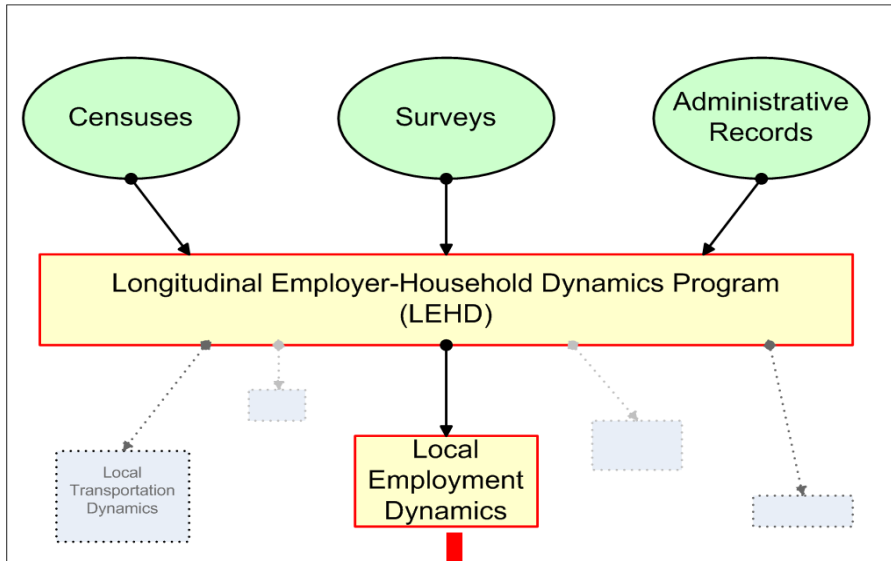 Censuses
Surveys
Administrative
Records
Longitudinal Employer-Household Dynamics Program
(LEHD)
Local
Transportation
Dynamics
Local
Employment
Dynamics